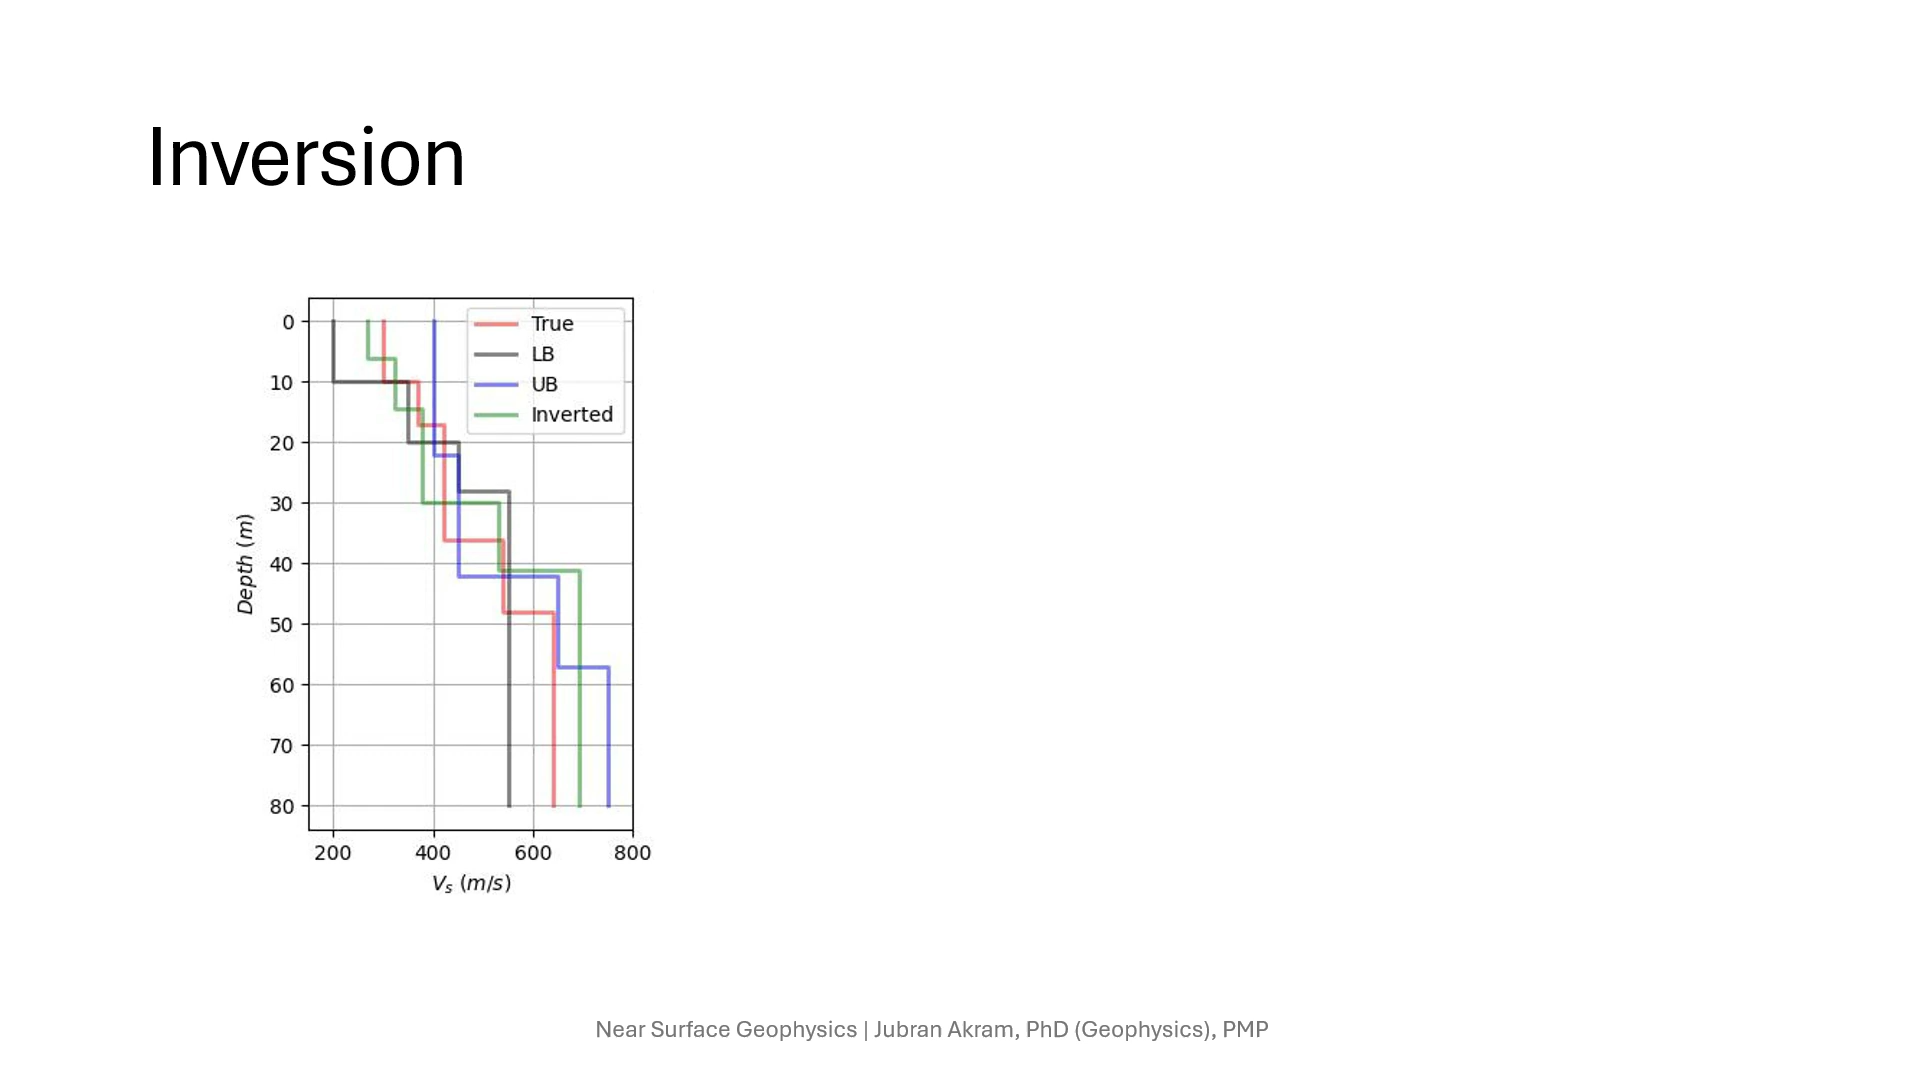 Inversion
True
LB
UB
Inverted
0
10
20
30
40
50
60
70
80
Depth (m)
200 400 600 800
Vₛ (m/s)
Near Surface Geophysics | Jubran Akram, PhD (Geophysics), PMP